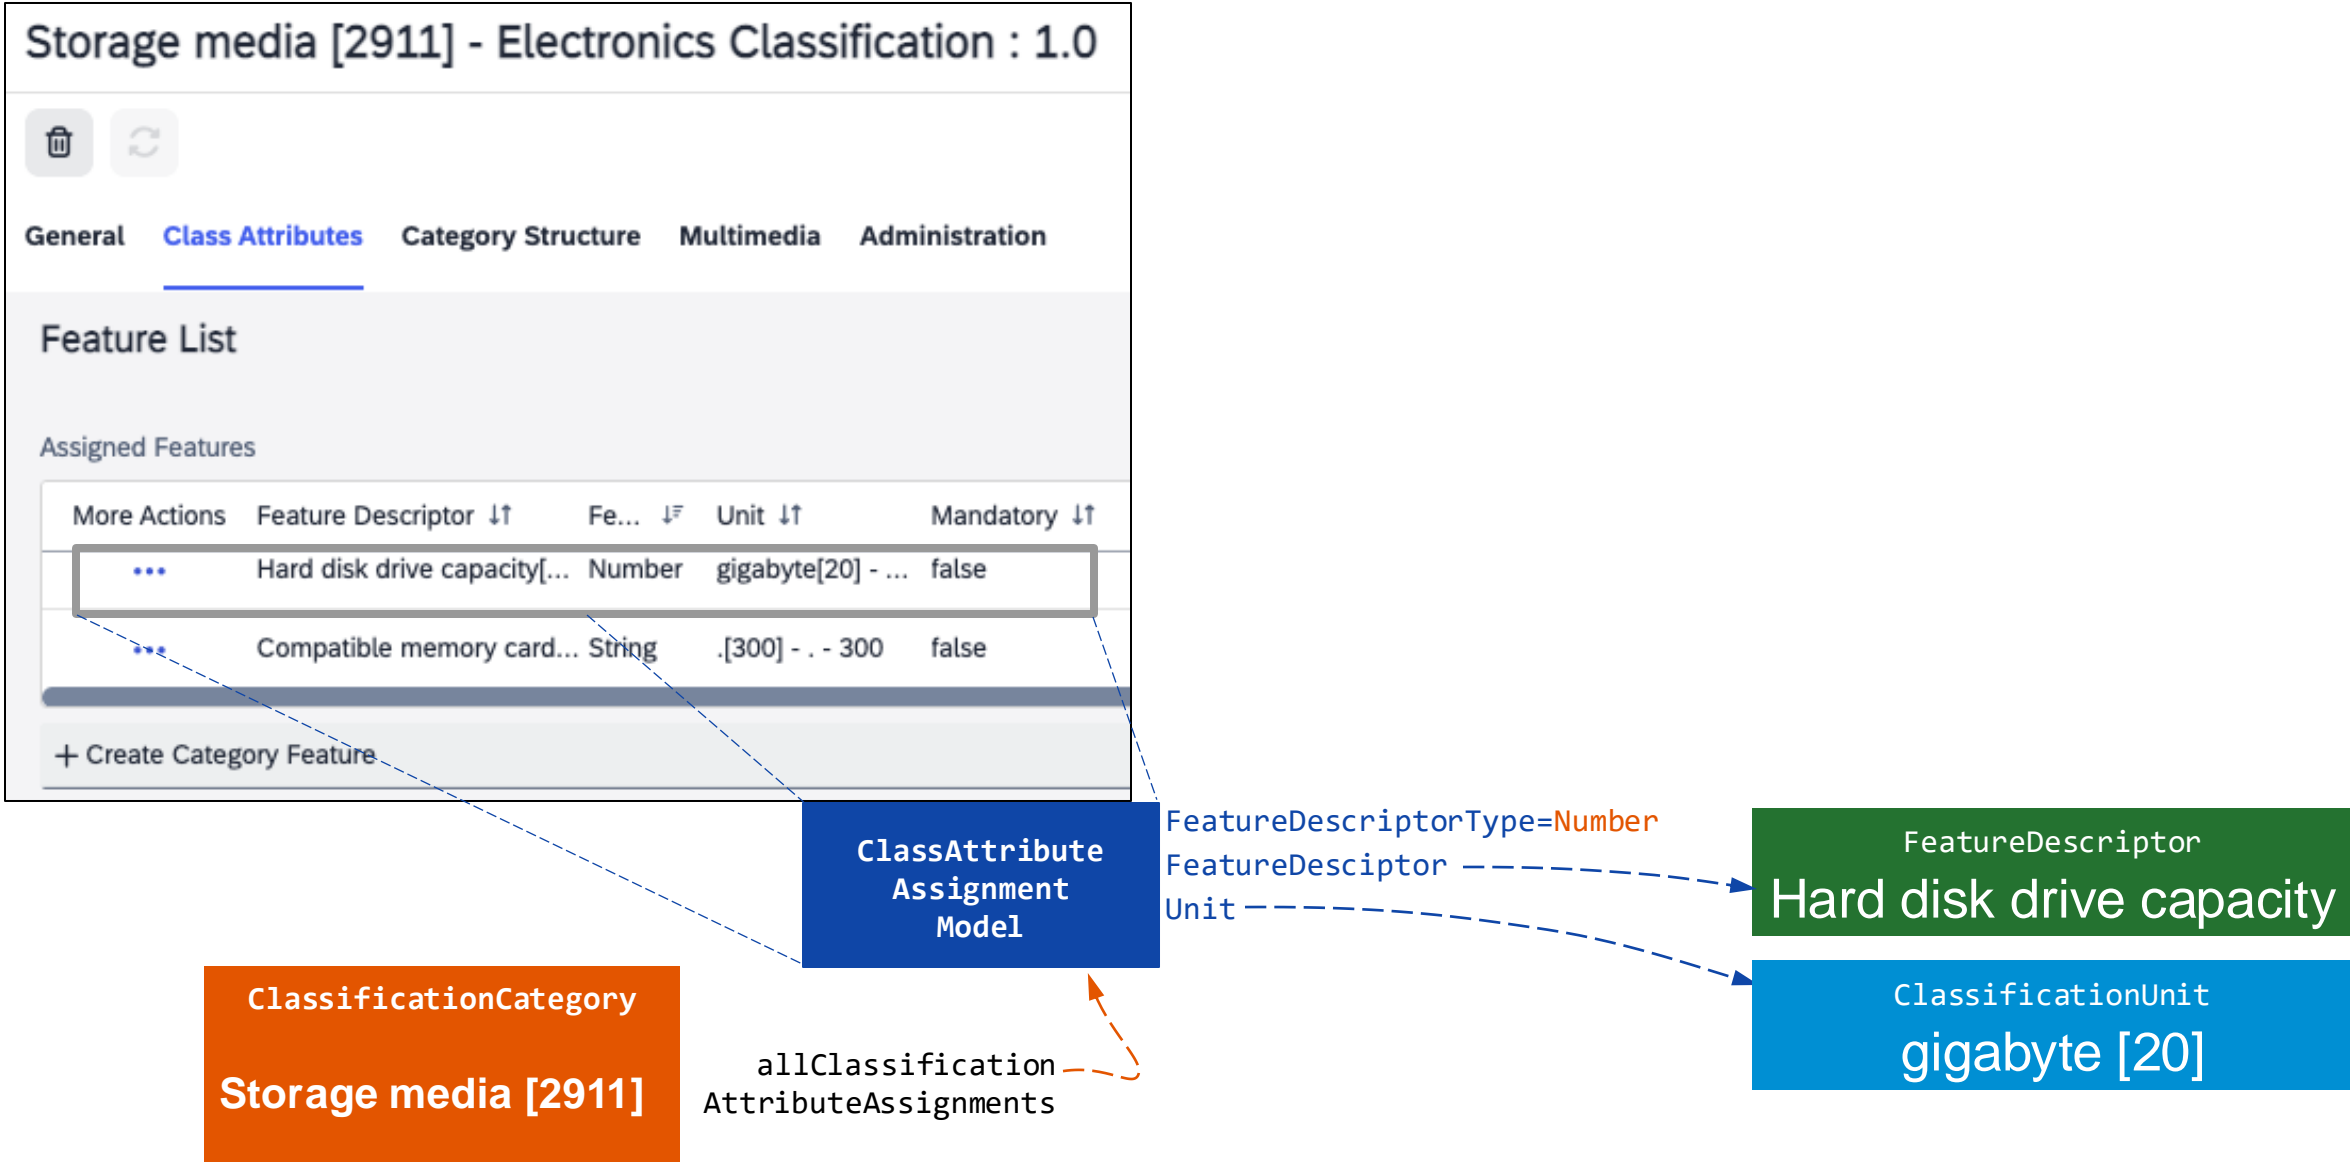 Storage media [2911] - Electronics Classification : 1.0
General Class Attributes Category Structure Multimedia Administration
Feature List
Assigned Features
More Actions Feature Descriptor Fe... Unit Mandatory
Hard disk drive capacity[... Number gigabyte[20] - ... false
Compatible memory card... String .[300] - . - 300 false
+ Create Category Feature
ClassAttribute
Assignment
Model
FeatureDescriptorType=Number
FeatureDesciptor
Unit
FeatureDescriptor
Hard disk drive capacity
ClassificationUnit
gigabyte [20]
ClassificationCategory
Storage media [2911]
allClassification
AttributeAssignments